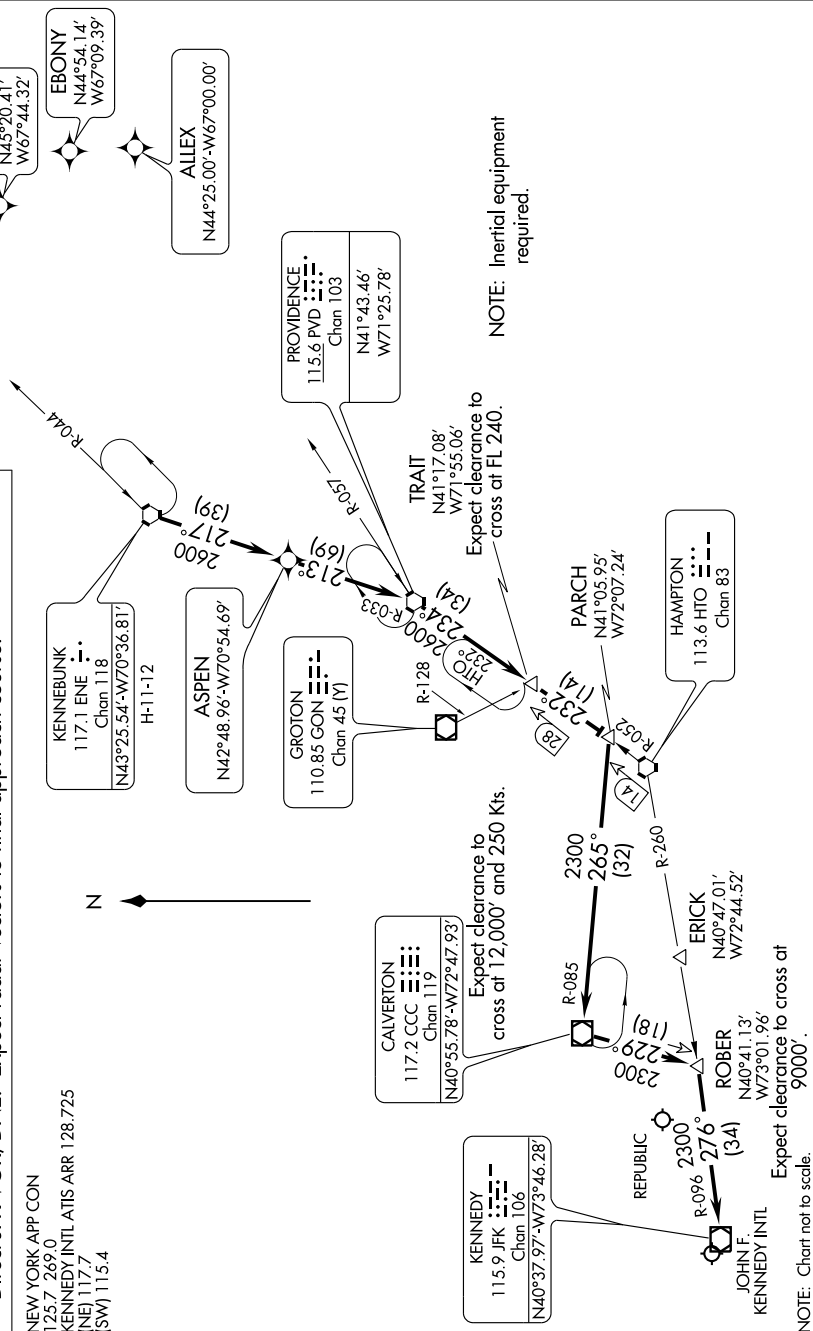 N45°20.41'
W67°44.32'
EBONY
N44°54.14'
W67°09.39'
ALLEX
N44°25.00'-W67°00.00'
NEW YORK APP CON
125.7 269.0
KENNEDY INTL ATIS ARR 128.725
(NE) 117.7
(SW) 115.4
N
R-044
KENNEBUNK
117.1 ENE
Chan 118
N43°25.54'-W70°36.81'
H-11-12
2600
217°
(39)
ASPEN
N42°48.96'-W70°54.69'
213°
(69)
R-057
R-033
PROVIDENCE
115.6 PVD
Chan 103
N41°43.46'
W71°25.78'
NOTE: Inertial equipment
required.
GROTON
110.85 GON
Chan 45 (Y)
R-128
2600
234°
(34)
HTO
232°
TRAIT
N41°17.08'
W71°55.06'
Expect clearance to
cross at FL 240.
28
232°
(14)
PARCH
N41°05.95'
W72°07.24'
14
R-052
HAMPTON
113.6 HTO
Chan 83
2300
265°
(32)
R-260
CALVERTON
117.2 CCC
Chan 119
N40°55.78'-W72°47.93'
Expect clearance to
cross at 12,000' and 250 Kts.
R-085
2300
229°
(18)
ERICK
N40°47.01'
W72°44.52'
ROBER
N40°41.13'
W73°01.96'
Expect clearance to cross at
9000'.
KENNEDY
115.9 JFK
Chan 106
N40°37.97'-W73°46.28'
REPUBLIC
R-096
2300
276°
(34)
JOHN F.
KENNEDY INTL
NOTE: Chart not to scale.